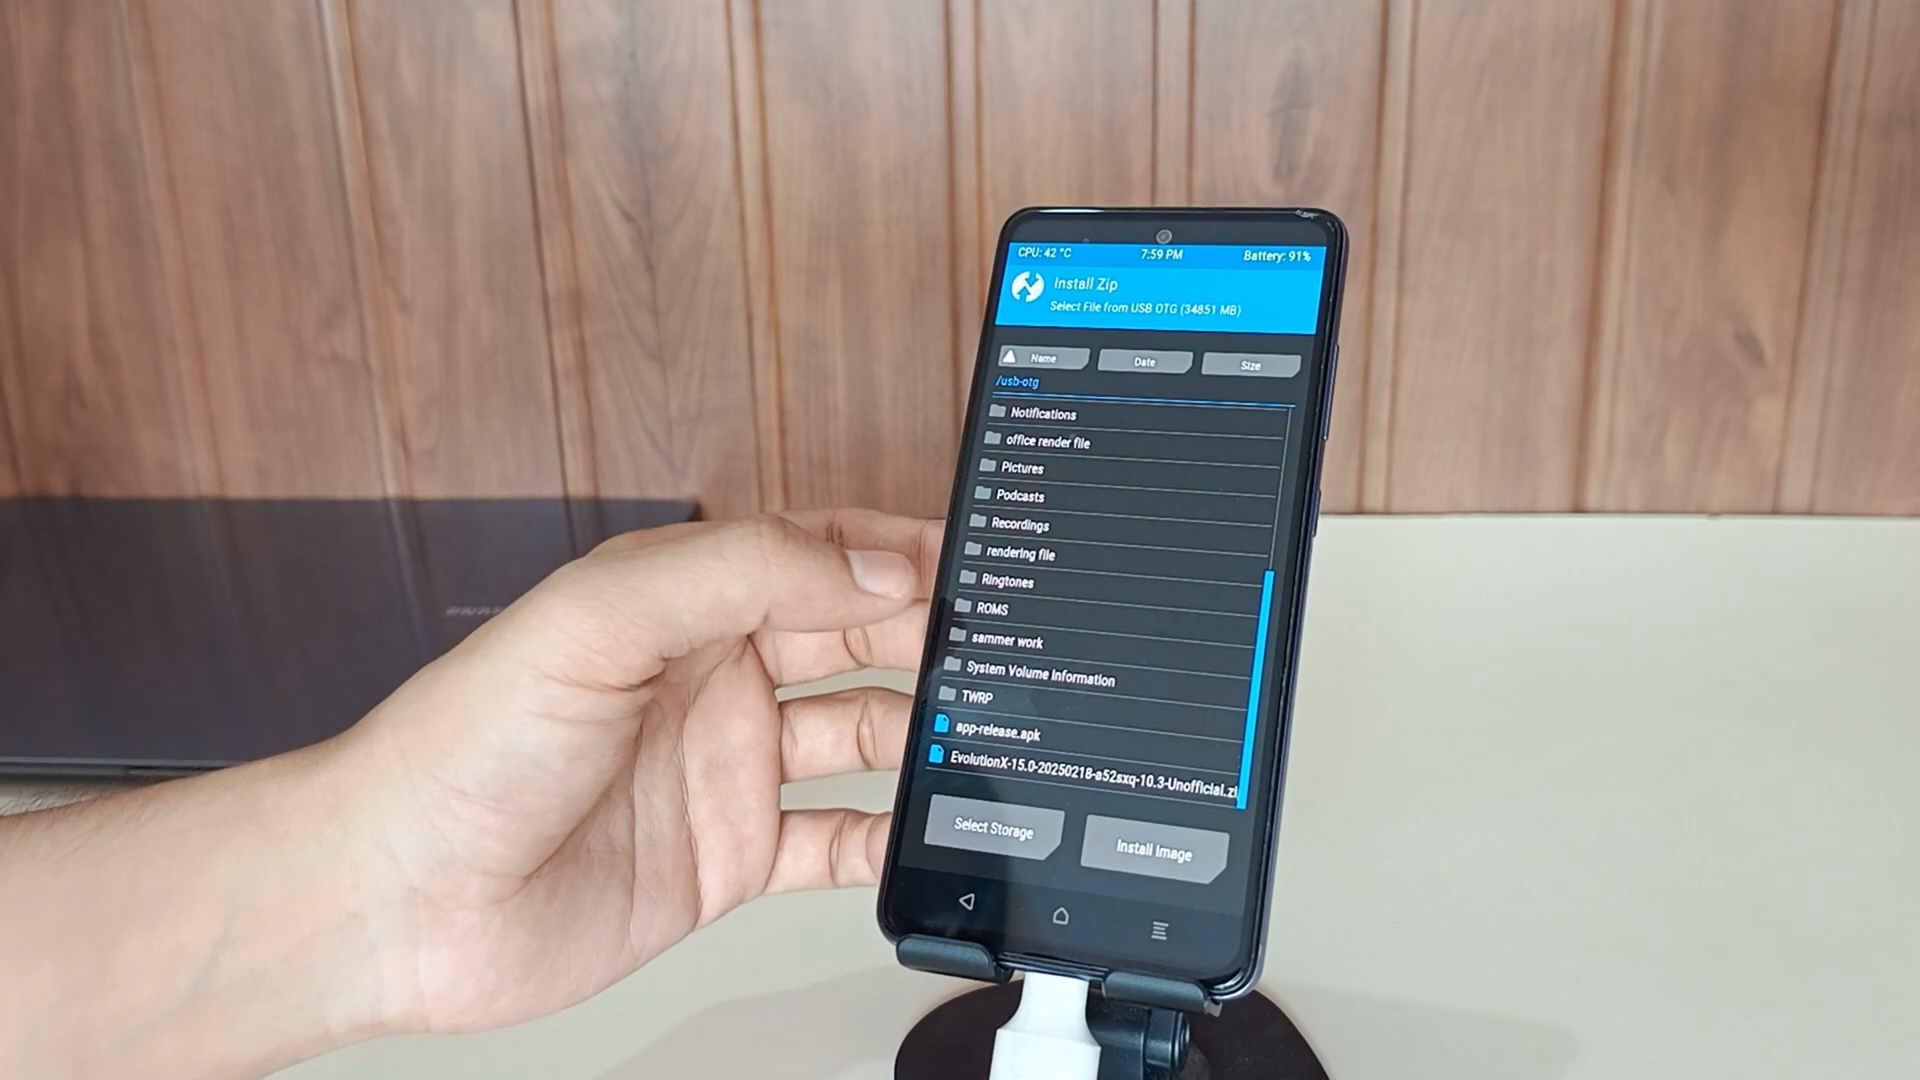 CPU: 42 °C 7:59 PM Battery: 91%
Install Zip
Select File from USB OTG (34851 MB)
Name Date Size
/usb-otg
Notifications
office render file
Pictures
Podcasts
Recordings
rendering file
Ringtones
ROMS
sammer work
System Volume Information
TWRP
app-release.apk
EvolutionX-15.0-20250218-a52sxq-10.3-Unofficial.zi
Select Storage Install Image